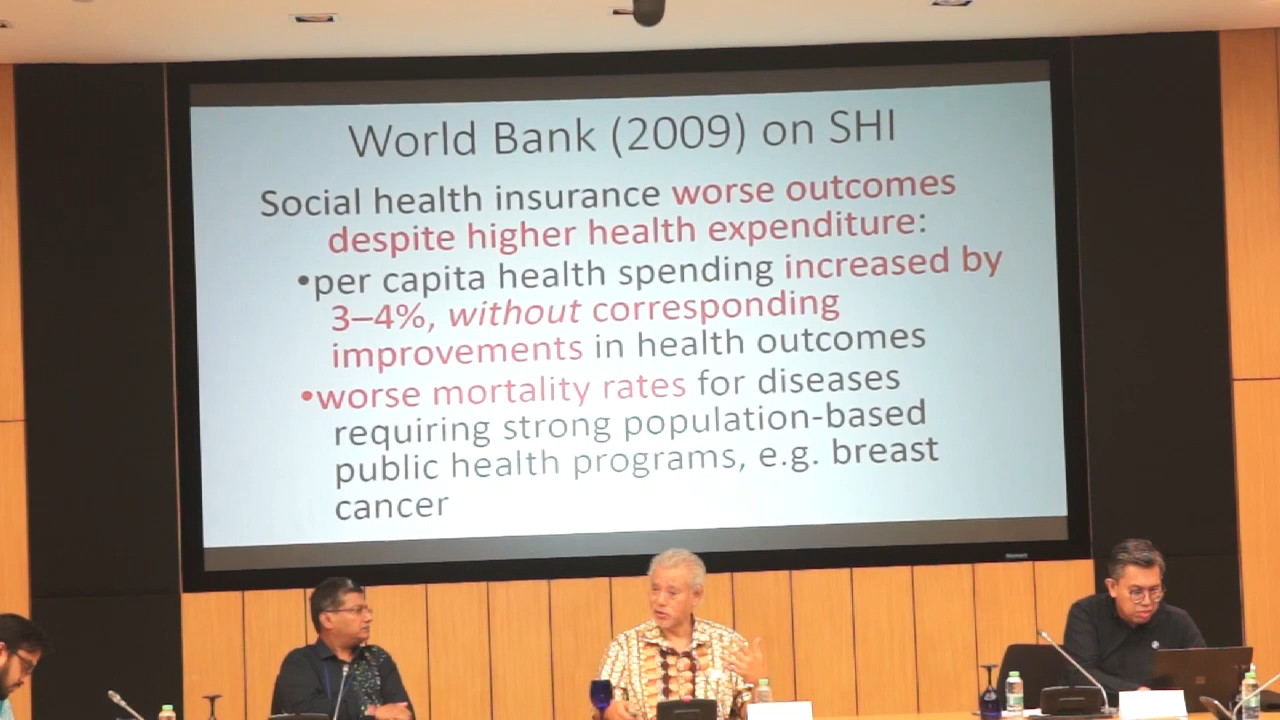 World Bank (2009) on SHI
Social health insurance worse outcomes
despite higher health expenditure:
•per capita health spending increased by
3–4%, without corresponding
improvements in health outcomes
•worse mortality rates for diseases
requiring strong population-based
public health programs, e.g. breast
cancer